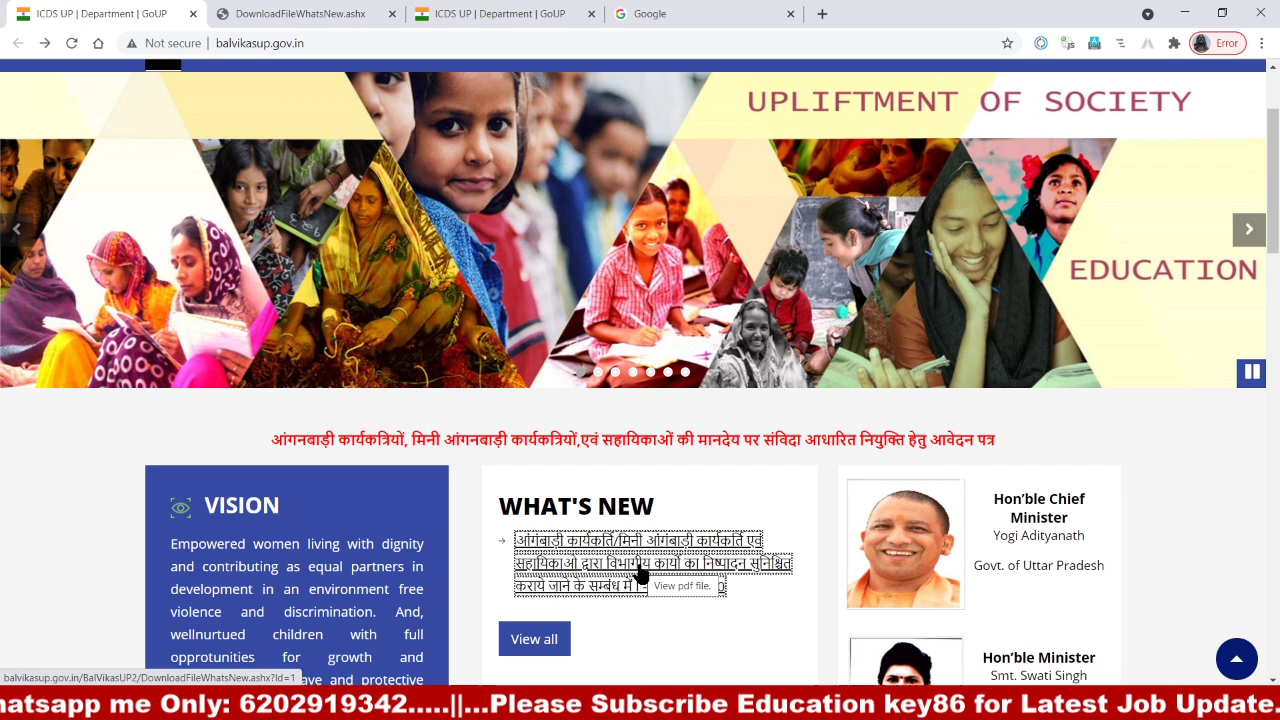 ICDS UP | Department | GoUP
DownloadFileWhatsNew.ashx
ICDS UP | Department | GoUP
Google
Not secure | balvikasup.gov.in
Error
UPLIFTMENT OF SOCIETY
EDUCATION
आंगनबाड़ी कार्यकत्रियों, मिनी आंगनबाड़ी कार्यकत्रियों,एवं सहायिकाओं की मानदेय पर संविदा आधारित नियुक्ति हेतु आवेदन पत्र
VISION
Empowered women living with dignity
and contributing as equal partners in
development in an environment free
violence and discrimination. And,
wellnurtued children with full
opprotunities for growth and
ave and protective
WHAT'S NEW
आंगंबाड़ी कार्यकर्ति/मिनी आंगंबाड़ी कार्यकर्ति एवं
सहायिकाओ द्वारा विभागीय कार्यो का निष्पादन सुनिश्चित
कराये जाने के सम्बंध में।
View pdf file.
View all
Hon'ble Chief
Minister
Yogi Adityanath
Govt. of Uttar Pradesh
Hon'ble Minister
Smt. Swati Singh
balvikasup.gov.in/BalVikasUP2/DownloadFileWhatsNew.ashx?Id=1
hatsapp me Only: 6202919342.....||...Please Subscribe Education key86 for Latest Job Update.